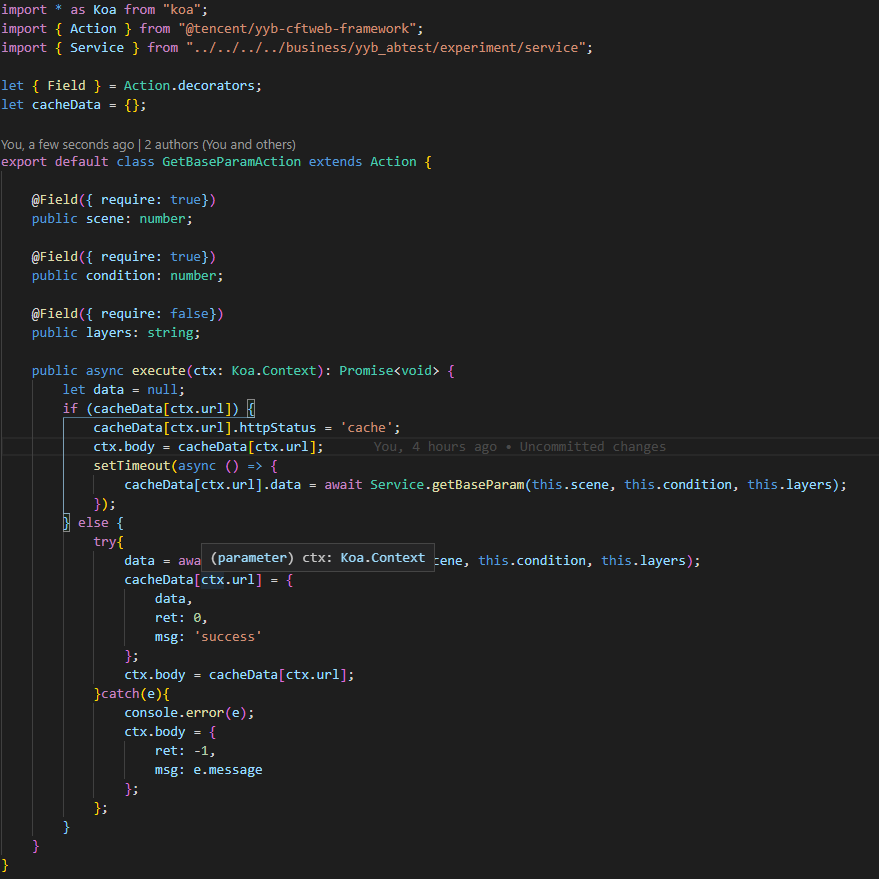 import * as Koa from "koa";
import { Action } from "@tencent/yyb-cftweb-framework";
import { Service } from "../../../../business/yyb_abtest/experiment/service";
let { Field } = Action.decorators;
let cacheData = {};
You, a few seconds ago | 2 authors (You and others)
export default class GetBaseParamAction extends Action {
@Field({ require: true})
public scene: number;
@Field({ require: true})
public condition: number;
@Field({ require: false})
public layers: string;
public async execute(ctx: Koa.Context): Promise<void> {
let data = null;
if (cacheData[ctx.url]) {
cacheData[ctx.url].httpStatus = 'cache';
ctx.body = cacheData[ctx.url]; You, 4 hours ago • Uncommitted changes
setTimeout(async () => {
cacheData[ctx.url].data = await Service.getBaseParam(this.scene, this.condition, this.layers);
});
} else {
try{
(parameter) ctx: Koa.Context
data = awa cene, this.condition, this.layers);
cacheData[ctx.url] = {
data,
ret: 0,
msg: 'success'
};
ctx.body = cacheData[ctx.url];
}catch(e){
console.error(e);
ctx.body = {
ret: -1,
msg: e.message
};
};
}
}
}